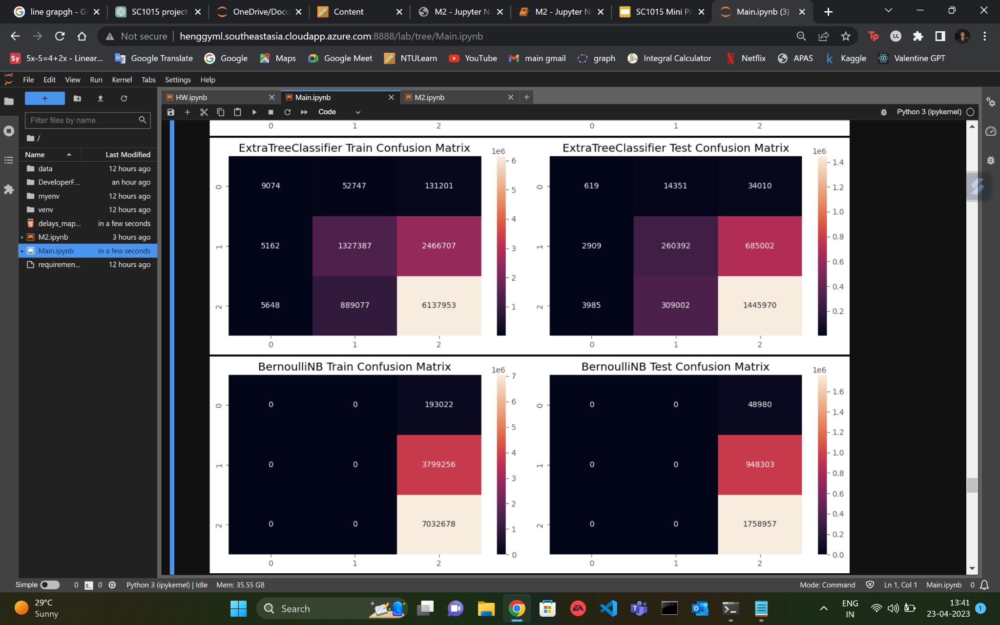 line grapgh - G
SC1015 project
OneDrive/Docu
Content
M2 - Jupyter N
M2 - Jupyter N
SC1015 Mini Pr
Main.ipynb (3)
Not secure
henggyml.southeastasia.cloudapp.azure.com:8888/lab/tree/Main.ipynb
Sy 5x-5=4+2x - Linear...
Google Translate
Google
Maps
Google Meet
NTULearn
YouTube
main gmail
graph
Integral Calculator
Netflix
APAS
Kaggle
Valentine GPT
File Edit View Run Kernel Tabs Settings Help
Filter files by name
/
Name Last Modified
data 12 hours ago
DeveloperF... an hour ago
myenv 12 hours ago
venv 12 hours ago
delays_map... in a few seconds
M2.ipynb 3 hours ago
Main.ipynb in a few seconds
requiremen... 12 hours ago
HW.ipynb
Main.ipynb
M2.ipynb
Code
Python 3 (ipykernel)
0 1 2
0 1 2
ExtraTreeClassifier Train Confusion Matrix
1e6
0 9074 52747 131201
1 5162 1327387 2466707
2 5648 889077 6137953
0 1 2
6
5
4
3
2
1
ExtraTreeClassifier Test Confusion Matrix
1e6
0 619 14351 34010
1 2909 260392 685002
2 3985 309002 1445970
0 1 2
1.4
1.2
1.0
0.8
0.6
0.4
0.2
BernoulliNB Train Confusion Matrix
1e6
0 0 0 193022
1 0 0 3799256
2 0 0 7032678
0 1 2
7
6
5
4
3
2
1
0
BernoulliNB Test Confusion Matrix
1e6
0 0 0 48980
1 0 0 948303
2 0 0 1758957
0 1 2
1.6
1.4
1.2
1.0
0.8
0.6
0.4
0.2
0.0
Simple
0
0
Python 3 (ipykernel) | Idle
Mem: 35.55 GB
Mode: Command
Ln 1, Col 1
Main.ipynb
0
29°C
Sunny
Search
ENG
IN
13:41
23-04-2023
1